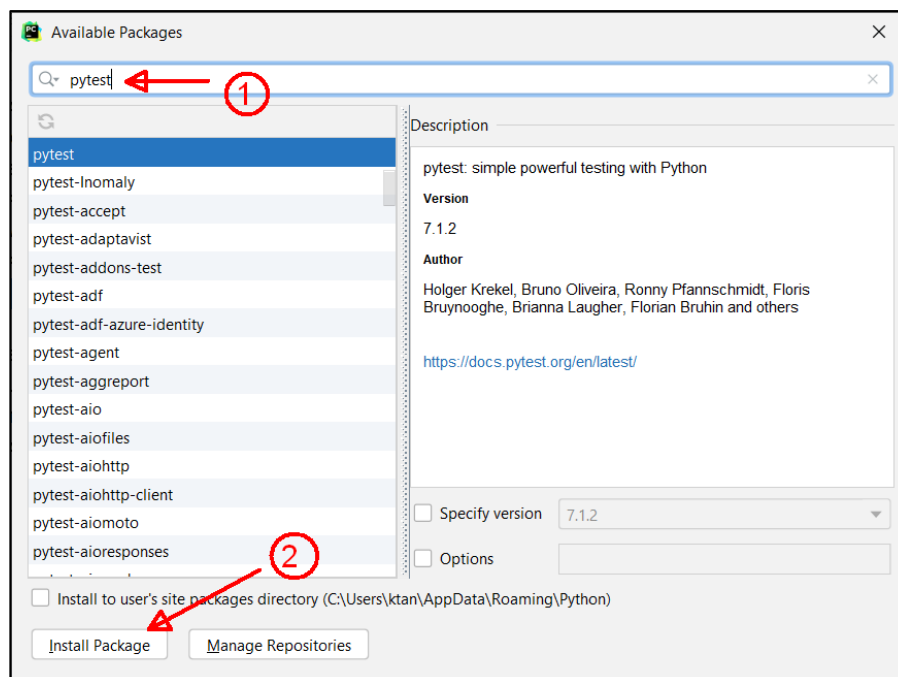 PC
Available Packages
pytest
1
pytest
pytest-Inomaly
pytest-accept
pytest-adaptavist
pytest-addons-test
pytest-adf
pytest-adf-azure-identity
pytest-agent
pytest-aggreport
pytest-aio
pytest-aiofiles
pytest-aiohttp
pytest-aiohttp-client
pytest-aiomoto
pytest-aioresponses
Description
pytest: simple powerful testing with Python
Version
7.1.2
Author
Holger Krekel, Bruno Oliveira, Ronny Pfannschmidt, Floris
Bruynooghe, Brianna Laugher, Florian Bruhin and others
https://docs.pytest.org/en/latest/
Specify version 7.1.2
Options
2
Install to user's site packages directory (C:\Users\ktan\AppData\Roaming\Python)
Install Package Manage Repositories